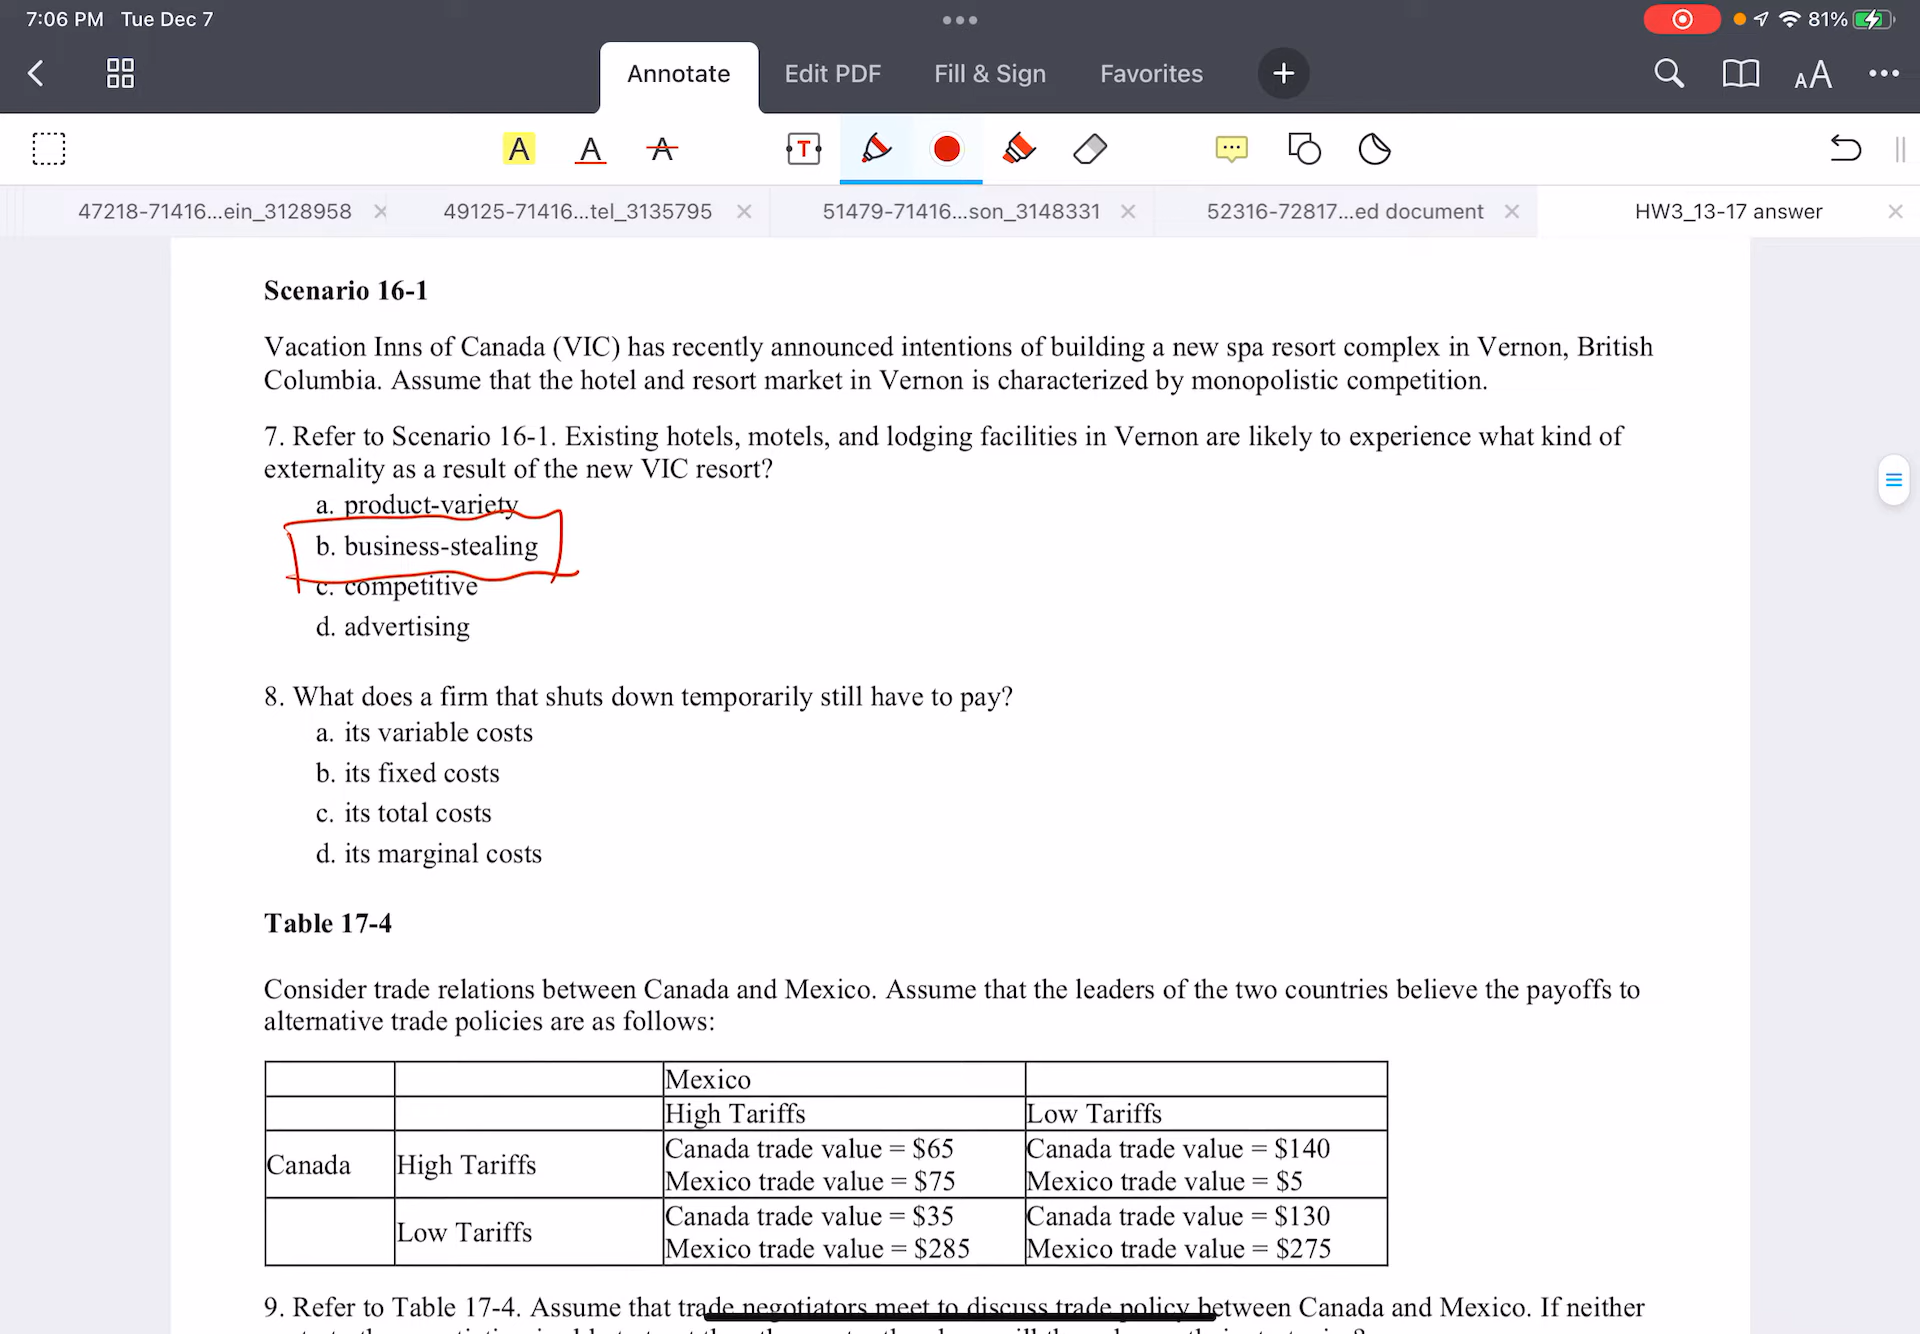 7:06 PM Tue Dec 7
81%
Annotate Edit PDF Fill & Sign Favorites
47218-71416...ein_3128958 49125-71416...tel_3135795 51479-71416...son_3148331 52316-72817...ed document HW3_13-17 answer
Scenario 16-1
Vacation Inns of Canada (VIC) has recently announced intentions of building a new spa resort complex in Vernon, British
Columbia. Assume that the hotel and resort market in Vernon is characterized by monopolistic competition.
7. Refer to Scenario 16-1. Existing hotels, motels, and lodging facilities in Vernon are likely to experience what kind of
externality as a result of the new VIC resort?
a. product-variety
b. business-stealing
c. competitive
d. advertising
8. What does a firm that shuts down temporarily still have to pay?
a. its variable costs
b. its fixed costs
c. its total costs
d. its marginal costs
Table 17-4
Consider trade relations between Canada and Mexico. Assume that the leaders of the two countries believe the payoffs to
alternative trade policies are as follows:
Mexico
High Tariffs Low Tariffs
Canada High Tariffs
Canada trade value = $65 Canada trade value = $140
Mexico trade value = $75 Mexico trade value = $5
Low Tariffs
Canada trade value = $35 Canada trade value = $130
Mexico trade value = $285 Mexico trade value = $275
9. Refer to Table 17-4. Assume that trade negotiators meet to discuss trade policy between Canada and Mexico. If neither